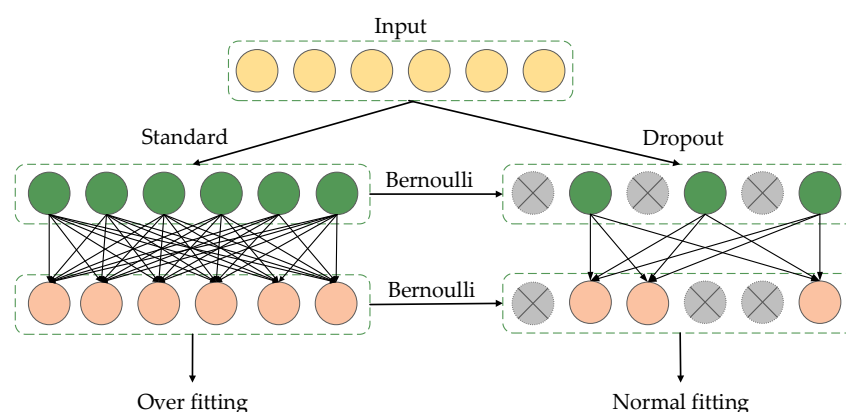 Input
Standard
Dropout
Bernoulli
Bernoulli
Over fitting
Normal fitting